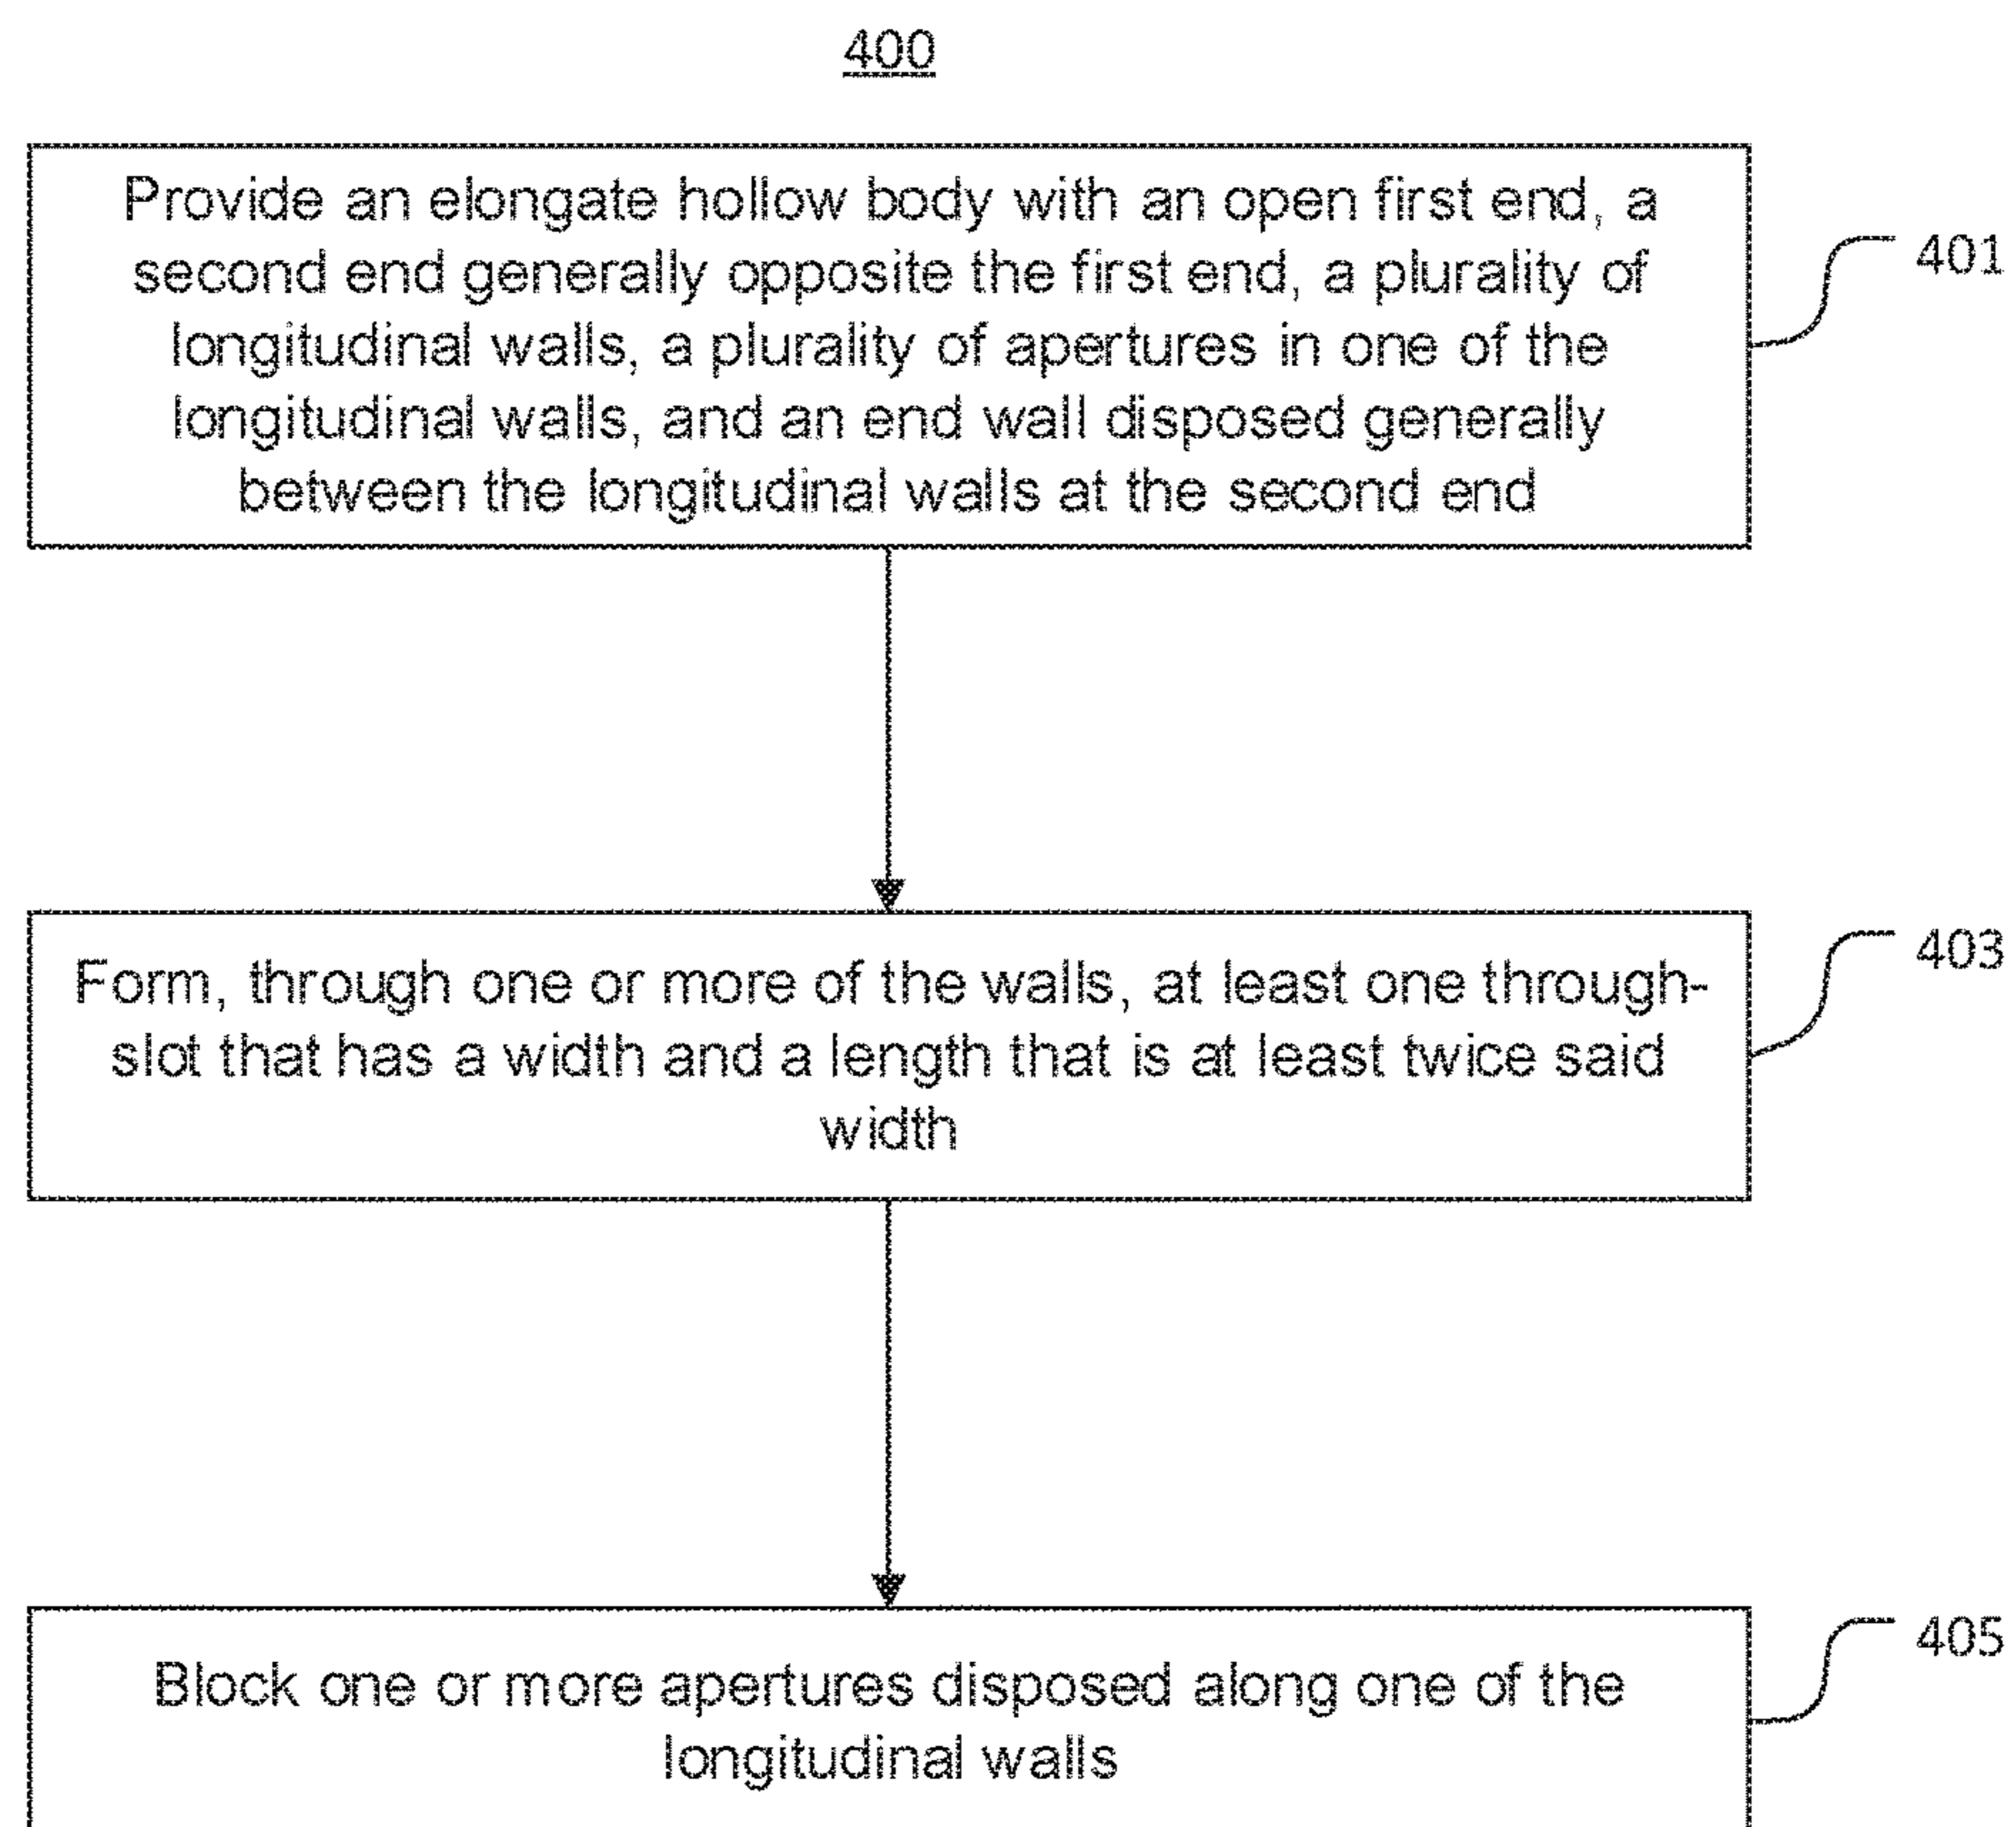 400
Provide an elongate hollow body with an open first end, a
second end generally opposite the first end, a plurality of
longitudinal walls, a plurality of apertures in one of the
longitudinal walls, and an end wall disposed generally
between the longitudinal walls at the second end
401
Form, through one or more of the walls, at least one through-
slot that has a width and a length that is at least twice said
width
403
Block one or more apertures disposed along one of the
longitudinal walls
405